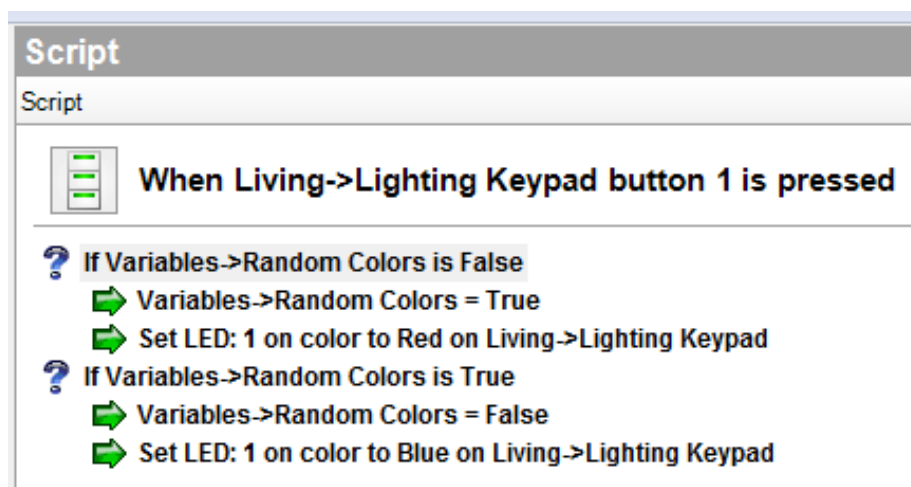 Script
Script
When Living->Lighting Keypad button 1 is pressed
If Variables->Random Colors is False
Variables->Random Colors = True
Set LED: 1 on color to Red on Living->Lighting Keypad
If Variables->Random Colors is True
Variables->Random Colors = False
Set LED: 1 on color to Blue on Living->Lighting Keypad